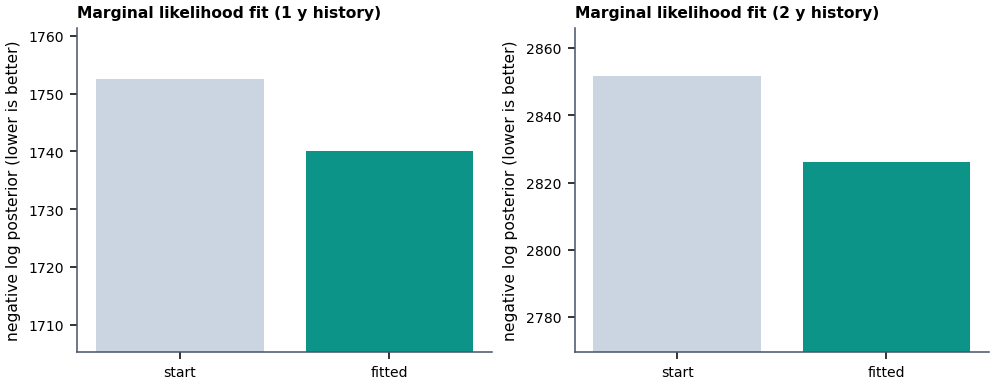 Marginal likelihood fit (1 y history)
negative log posterior (lower is better)
1760
1750
1740
1730
1720
1710
start
fitted
Marginal likelihood fit (2 y history)
negative log posterior (lower is better)
2860
2840
2820
2800
2780
start
fitted